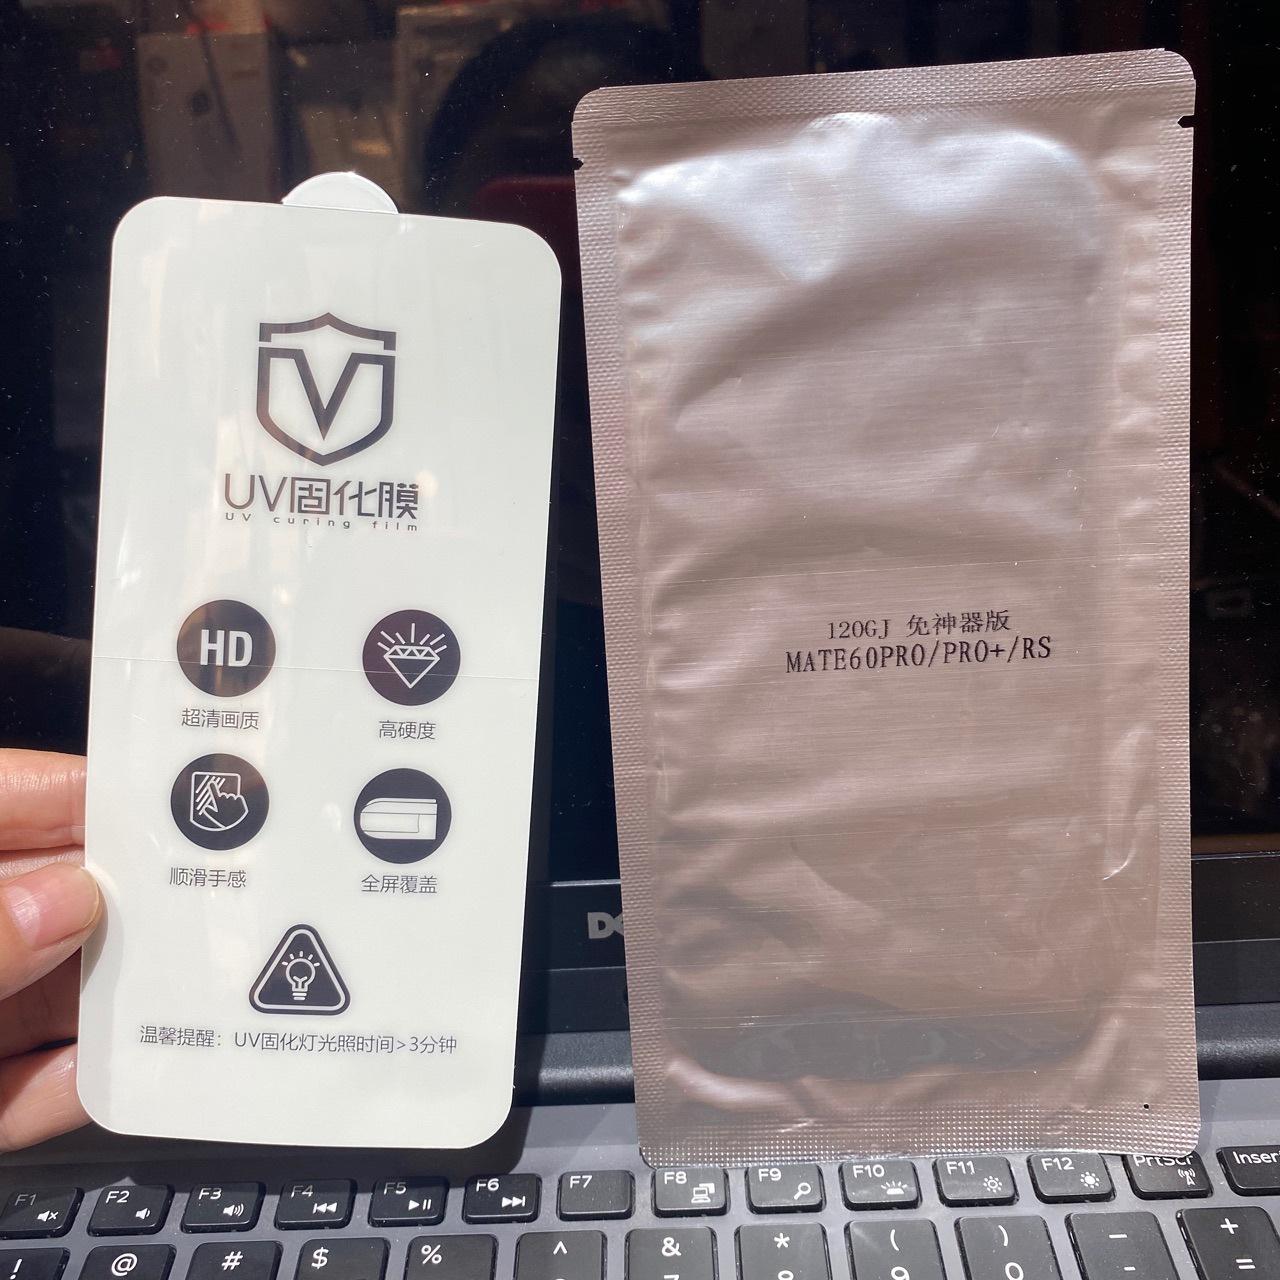 V
UV固化膜
UV curing film
HD
超清画质
高硬度
顺滑手感
全屏覆盖
温馨提醒：UV固化灯光照时间>3分钟
120GJ 免神器版
MATE60PRO/PRO+/RS
F1
F2
F3
F4
F5
F6
F7
F8
F9
F10
F11
F12
PrtScr
Insert
!
@
#
$
%
^
&
*
(
)
-
+
=